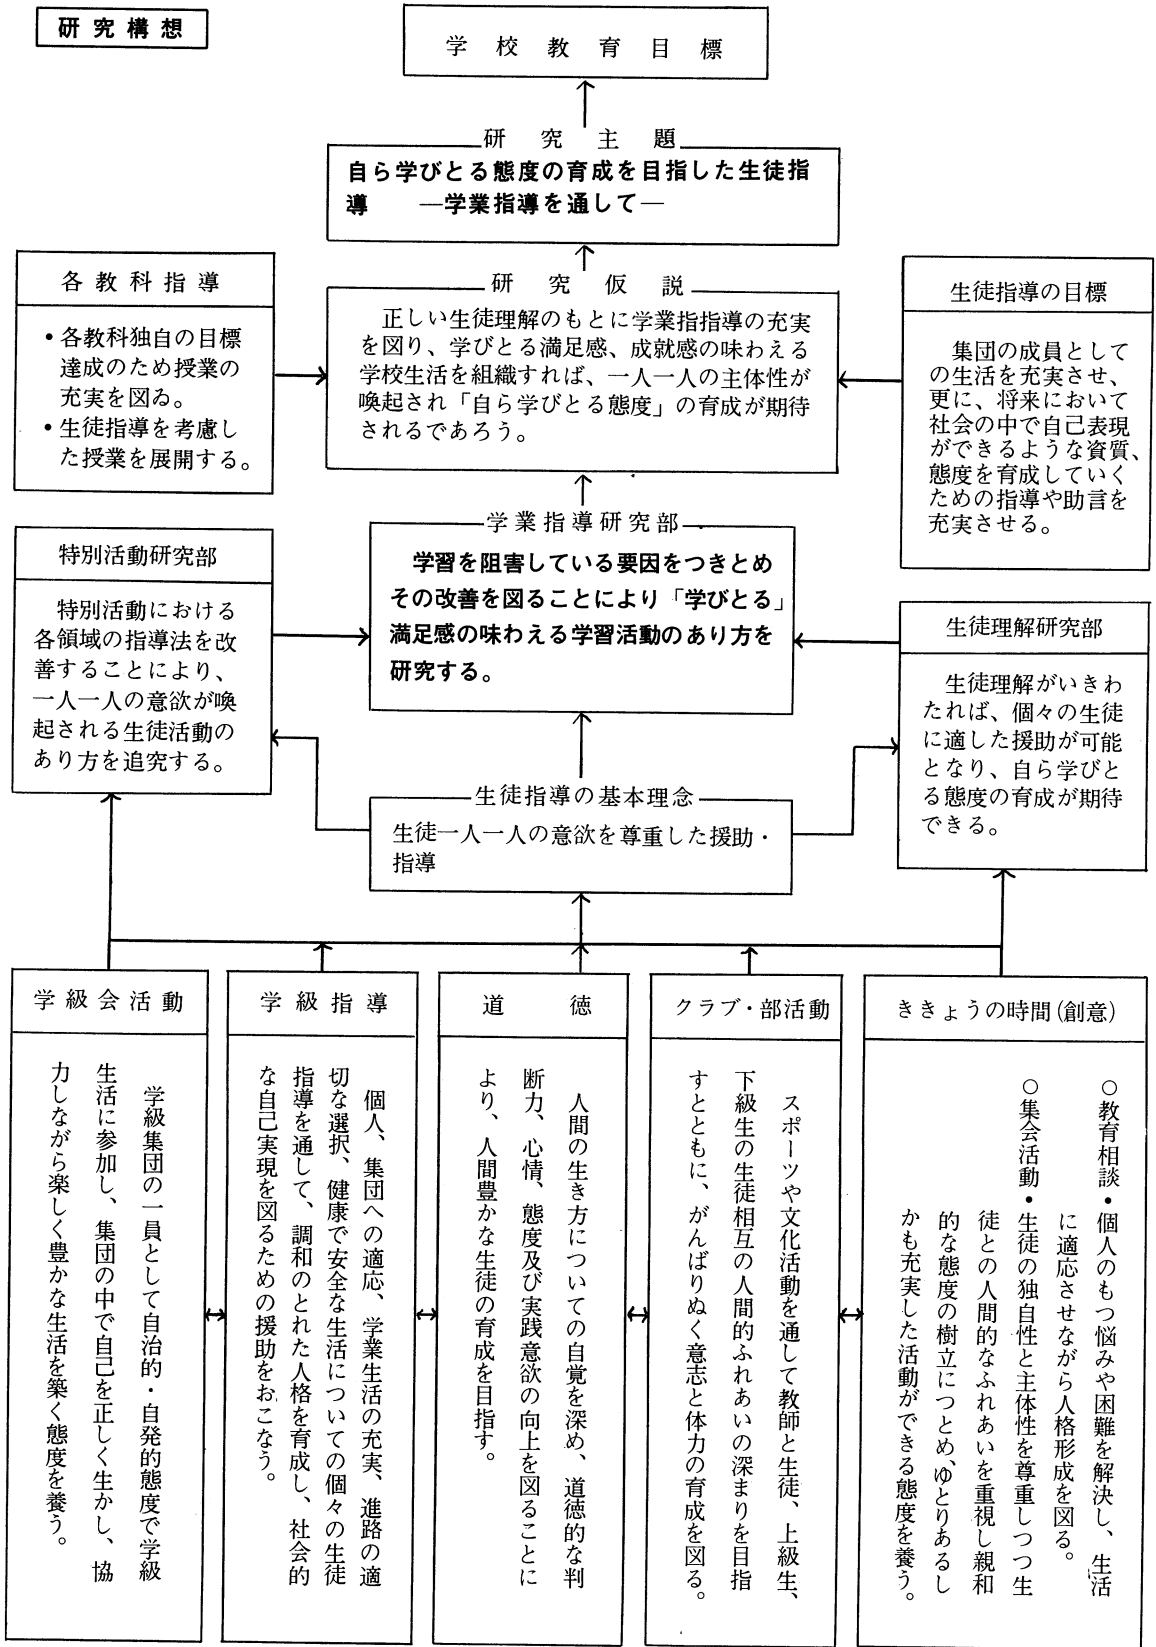 研究構想
学校教育目標
研究主題
自ら学びとる態度の育成を目指した生徒指
導　―学業指導を通して―
各教科指導
・各教科独自の目標
達成のため授業の
充実を図る。
・生徒指導を考慮し
た授業を展開する。
研究仮説
正しい生徒理解のもとに学業指指導の充実
を図り、学びとる満足感、成就感の味わえる
学校生活を組織すれば、一人一人の主体性が
喚起され「自ら学びとる態度」の育成が期待
されるであろう。
生徒指導の目標
集団の成員として
の生活を充実させ、
更に、将来において
社会の中で自己表現
ができるような資質、
態度を育成していく
ための指導や助言を
充実させる。
特別活動研究部
特別活動における
各領域の指導法を改
善することにより、
一人一人の意欲が喚
起される生徒活動の
あり方を追究する。
学業指導研究部
学習を阻害している要因をつきとめ
その改善を図ることにより「学びとる」
満足感の味わえる学習活動のあり方を
研究する。
生徒理解研究部
生徒理解がいきわ
たれば、個々の生徒
に適した援助が可能
となり、自ら学びと
る態度の育成が期待
できる。
生徒指導の基本理念
生徒一人一人の意欲を尊重した援助・
指導
学級会活動
学級集団の一員として自治的・自発的態度で学級
生活に参加し、集団の中で自己を正しく生かし、協
力しながら楽しく豊かな生活を築く態度を養う。
学級指導
個人、集団への適応、学業生活の充実、進路の適
切な選択、健康で安全な生活についての個々の生徒
指導を通して、調和のとれた人格を育成し、社会的
な自己実現を図るための援助をおこなう。
道徳
人間の生き方についての自覚を深め、道徳的な判
断力、心情、態度及び実践意欲の向上を図ることに
より、人間豊かな生徒の育成を目指す。
クラブ・部活動
スポーツや文化活動を通して教師と生徒、上級生、
下級生の生徒相互の人間的ふれあいの深まりを目指
すとともに、がんばりぬく意志と体力の育成を図る。
ききょうの時間(創意)
○教育相談・個人のもつ悩みや困難を解決し、生活
に適応させながら人格形成を図る。
○集会活動・生徒の独自性と主体性を尊重しつつ生
徒との人間的なふれあいを重視し親和
的な態度の樹立につとめ、ゆとりあるし
かも充実した活動ができる態度を養う。